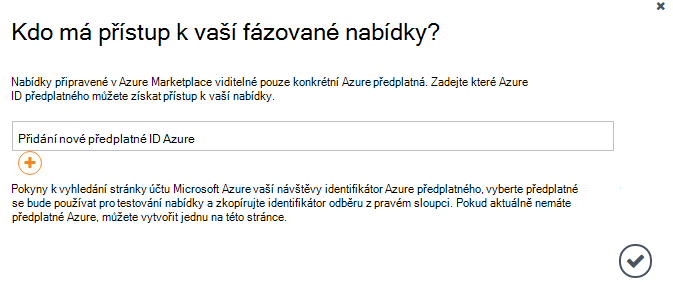 Kdo má přístup k vaší fázované nabídky?
Nabídky připravené v Azure Marketplace viditelné pouze konkrétní Azure předplatná. Zadejte které Azure
ID předplatného můžete získat přístup k vaší nabídky.
Přidání nové předplatné ID Azure
Pokyny k vyhledání stránky účtu Microsoft Azure vaší návštěvy identifikátor Azure předplatného, vyberte předplatné
se bude používat pro testování nabídky a zkopírujte identifikátor odběru z pravém sloupci. Pokud aktuálně nemáte
předplatné Azure, můžete vytvořit jednu na této stránce.